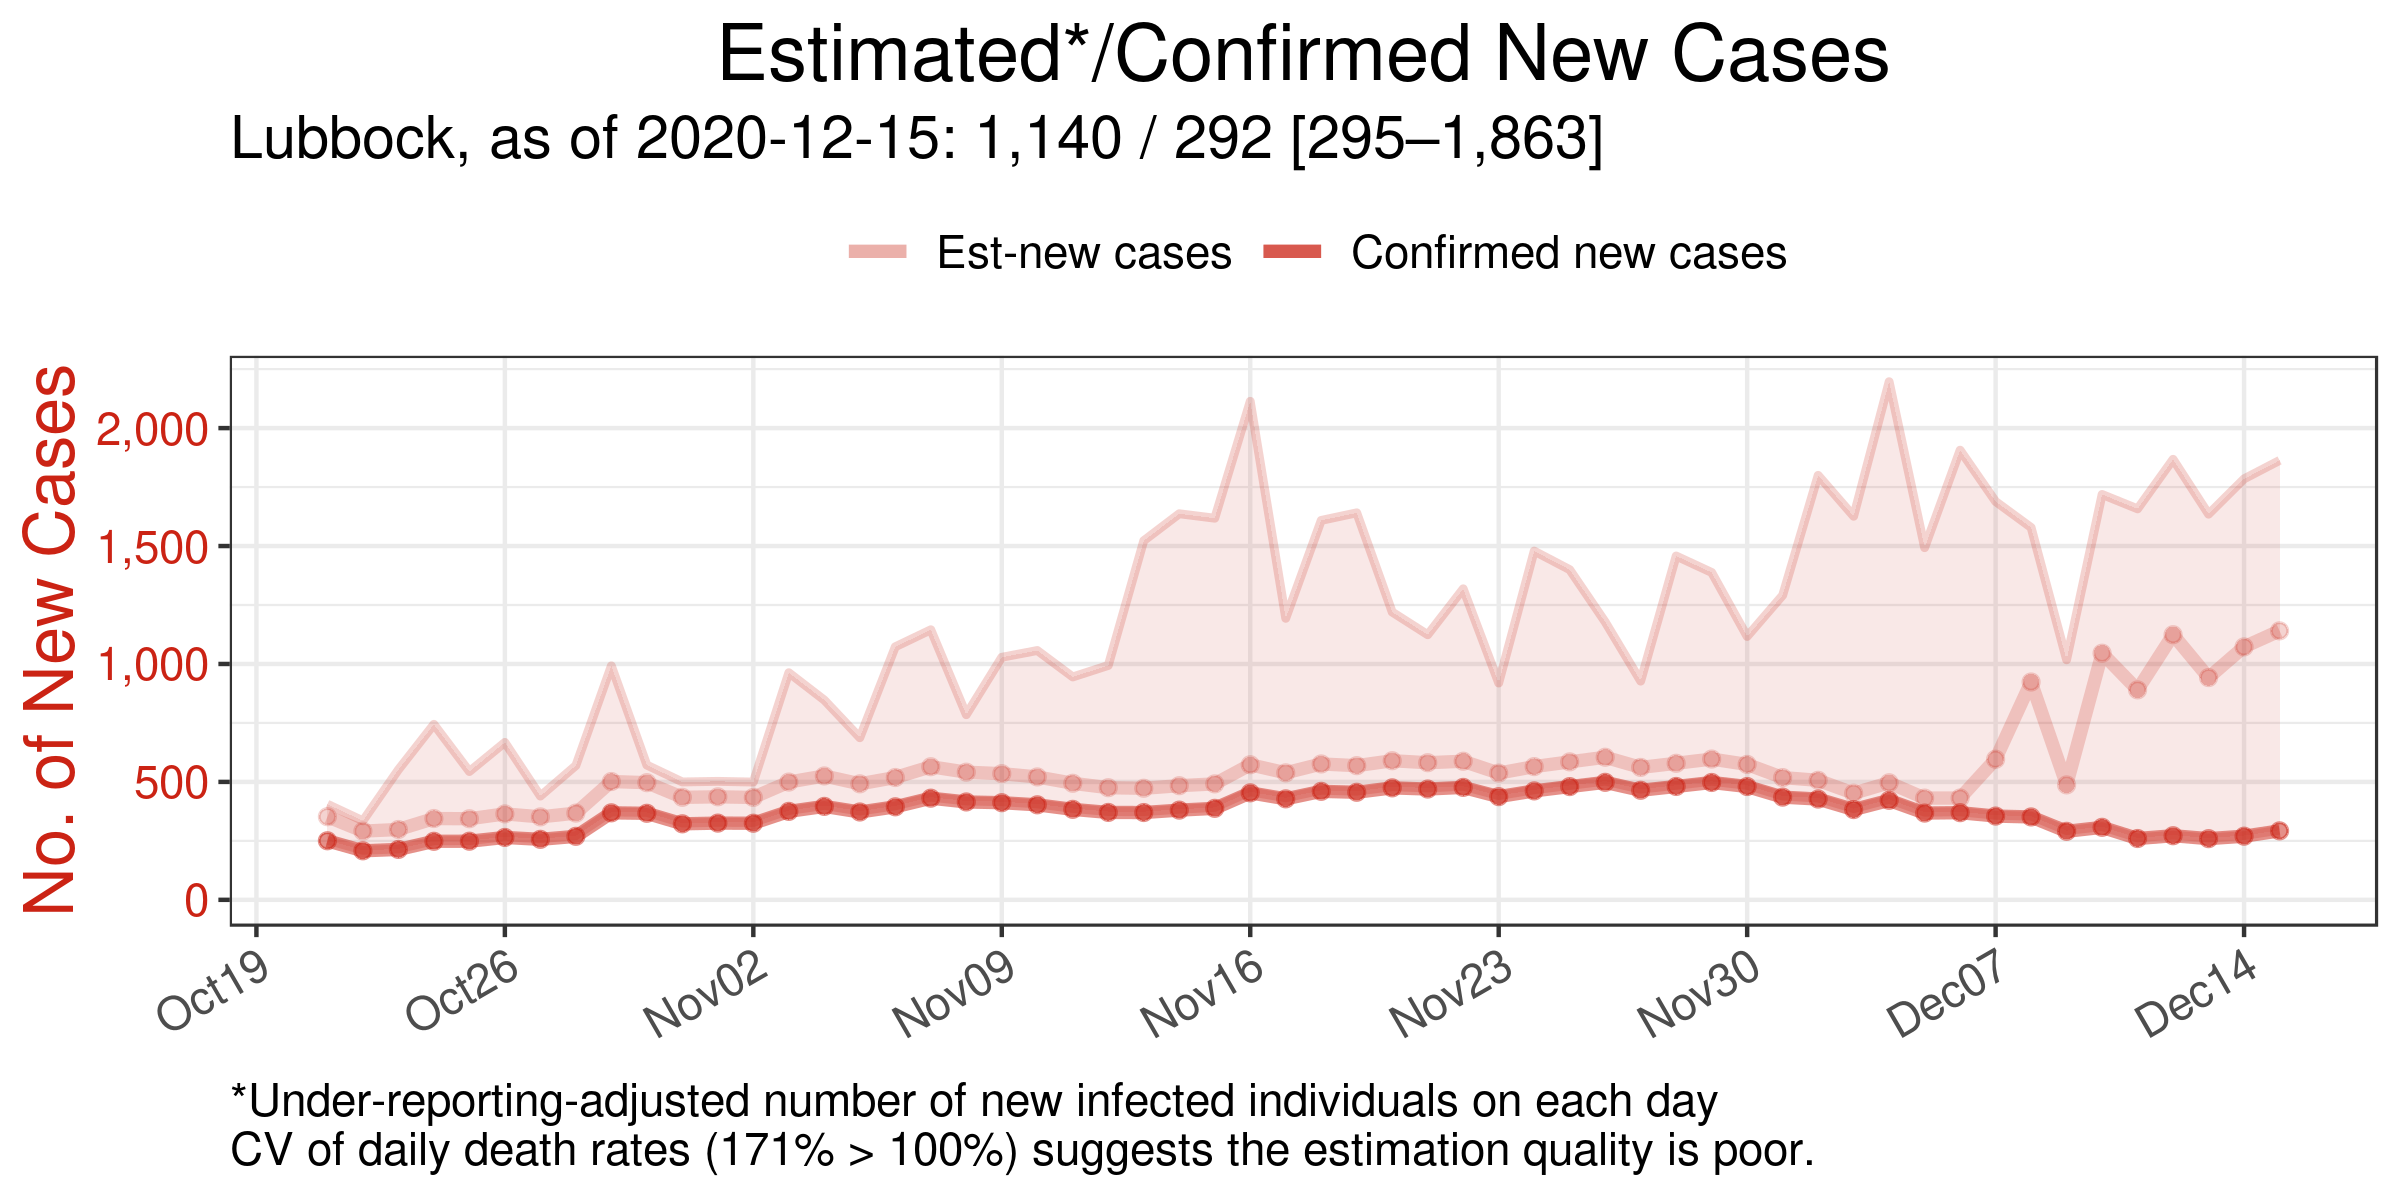 Estimated*/Confirmed New Cases
Lubbock, as of 2020-12-15: 1,140 / 292 [295–1,863]
Est-new cases Confirmed new cases
No. of New Cases
2,000
1,500
1,000
500
0
Oct19 Oct26 Nov02 Nov09 Nov16 Nov23 Nov30 Dec07 Dec14
*Under-reporting-adjusted number of new infected individuals on each day
CV of daily death rates (171% > 100%) suggests the estimation quality is poor.